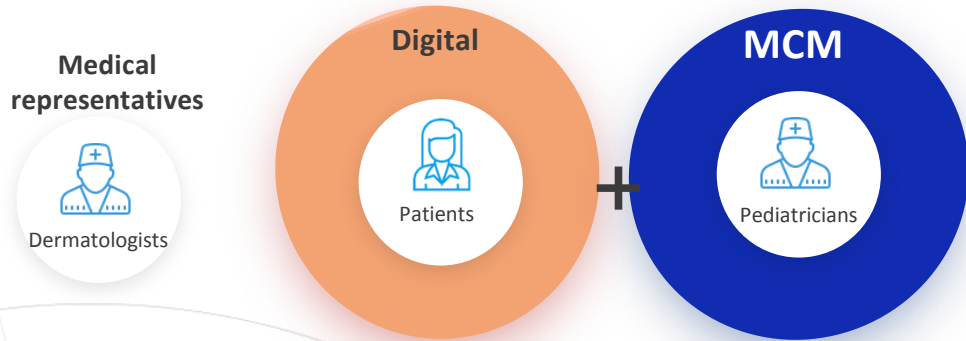 Medical
representatives
Dermatologists
Digital
Patients
+
MCM
Pediatricians